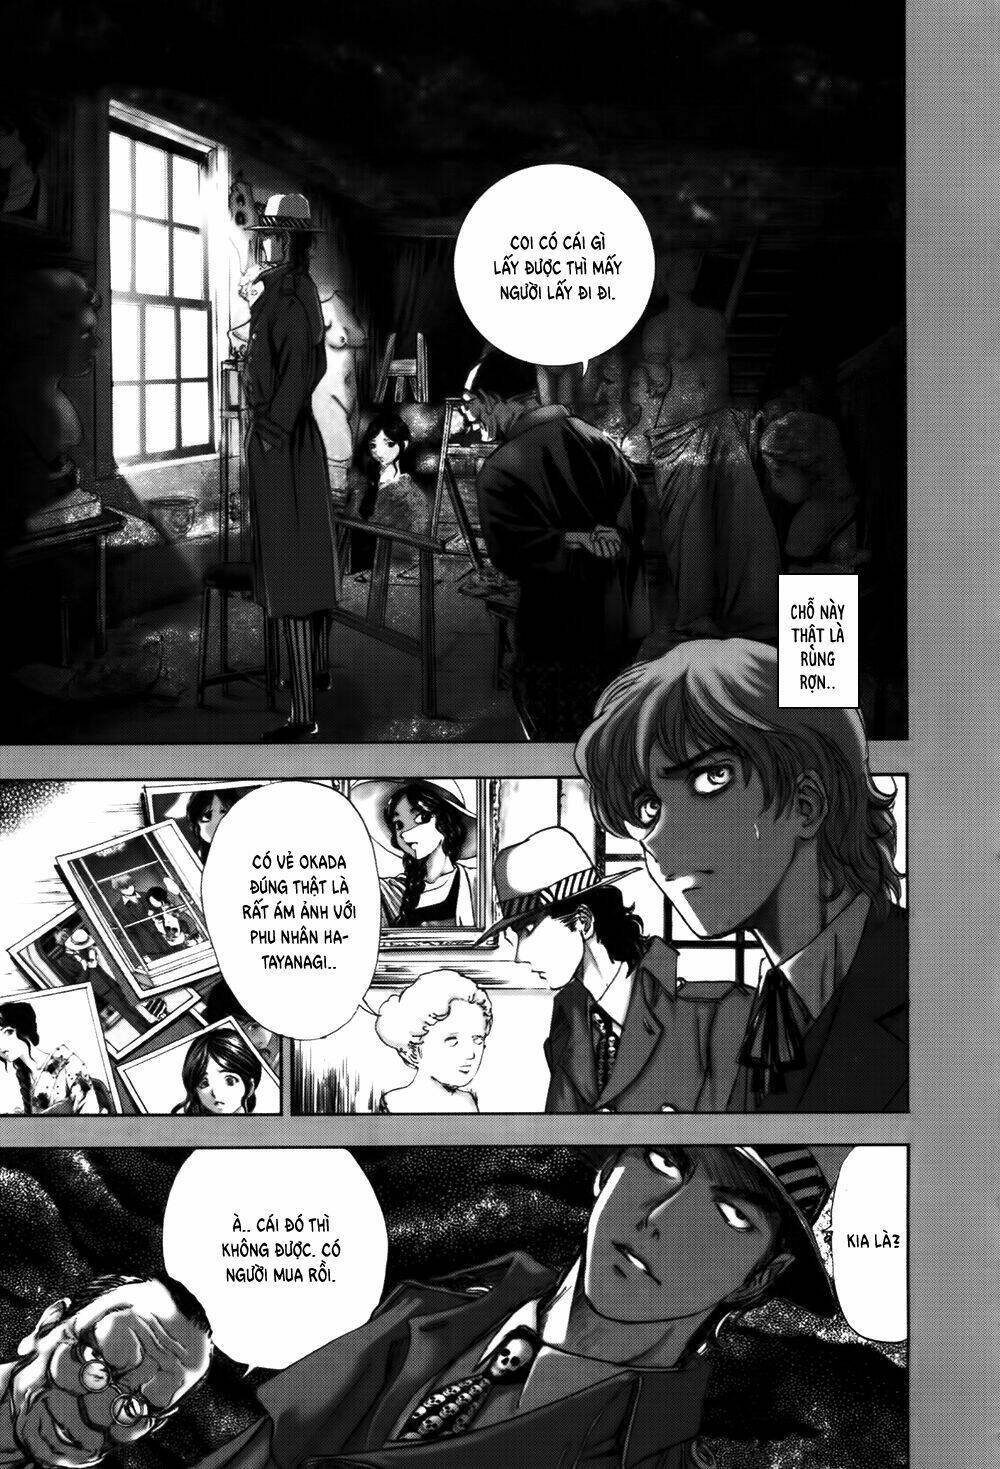 COI CÓ CÁI GÌ
LẤY ĐƯỢC THÌ MẤY
NGƯỜI LẤY ĐI ĐI.
CHỖ NÀY
THẬT LÀ
RÙNG
RỢN..
CÓ VẺ OKADA
ĐÚNG THẬT LÀ
RẤT ÁM ẢNH VỚI
PHU NHÂN HA-
TAYANAGI..
KIA LÀ?
À.. CÁI ĐÓ THÌ
KHÔNG ĐƯỢC. CÓ
NGƯỜI MUA RỒI.